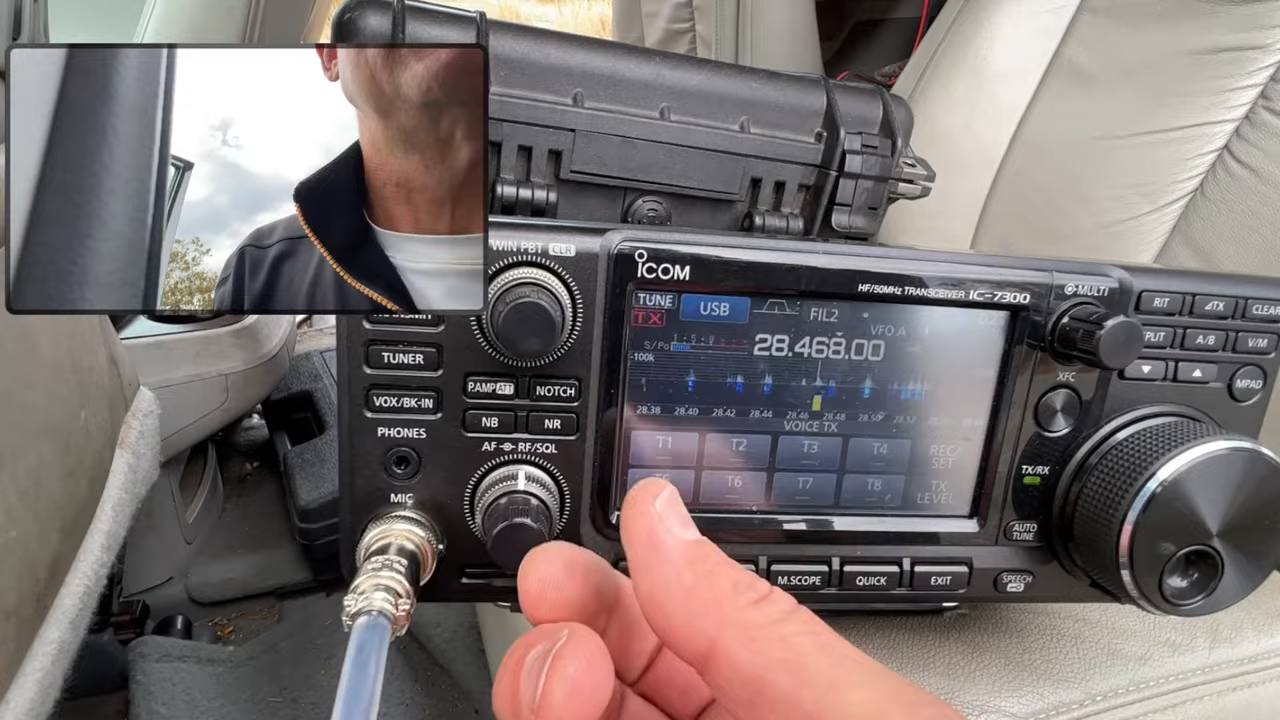 TWIN PBT CLR
TRANSMIT
TUNER
VOX/BK-IN
PHONES
MIC
P.AMP ATT
NOTCH
NB
NR
AF RF/SQL
ICOM
HF/50MHz TRANSCEIVER IC-7300
TUNE
TX
USB
FIL2
VFO A
S/Po
28.468.00
-100k
28.38 28.40 28.42 28.44 28.46 28.48 28.50 28.52
VOICE TX
T1 T2 T3 T4
REC/
SET
T6 T7 T8
TX
LEVEL
M.SCOPE
QUICK
EXIT
MULTI
XFC
TX/RX
AUTO
TUNE
SPEECH
RIT
⊿TX
CLEAR
SPLIT
A/B
V/M
▼
▲
MPAD